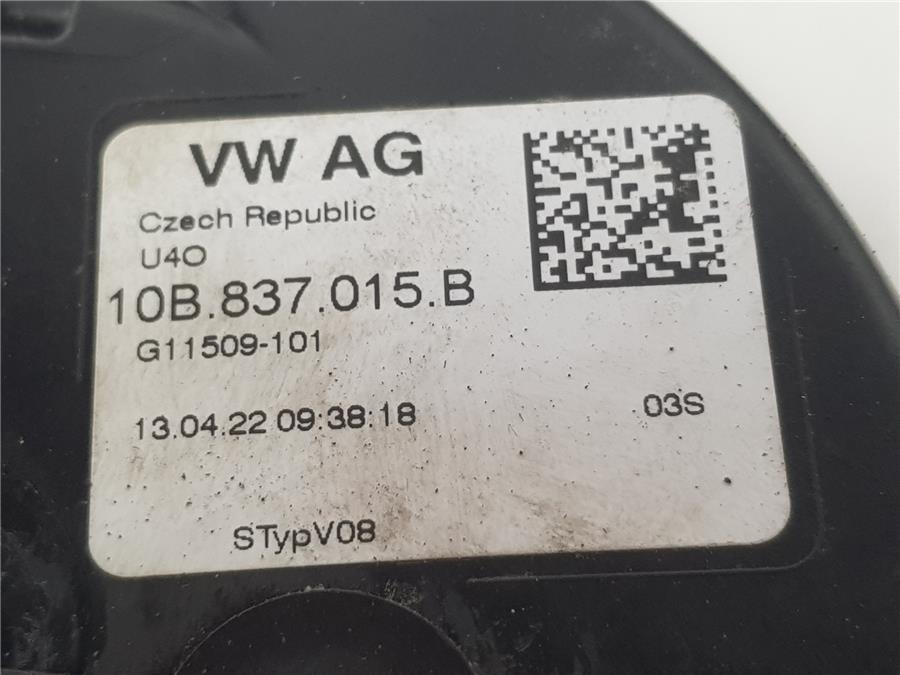 VW AG
Czech Republic
U4O
10B.837.015.B
G11509-101
13.04.22 09:38:18
03S
STypV08